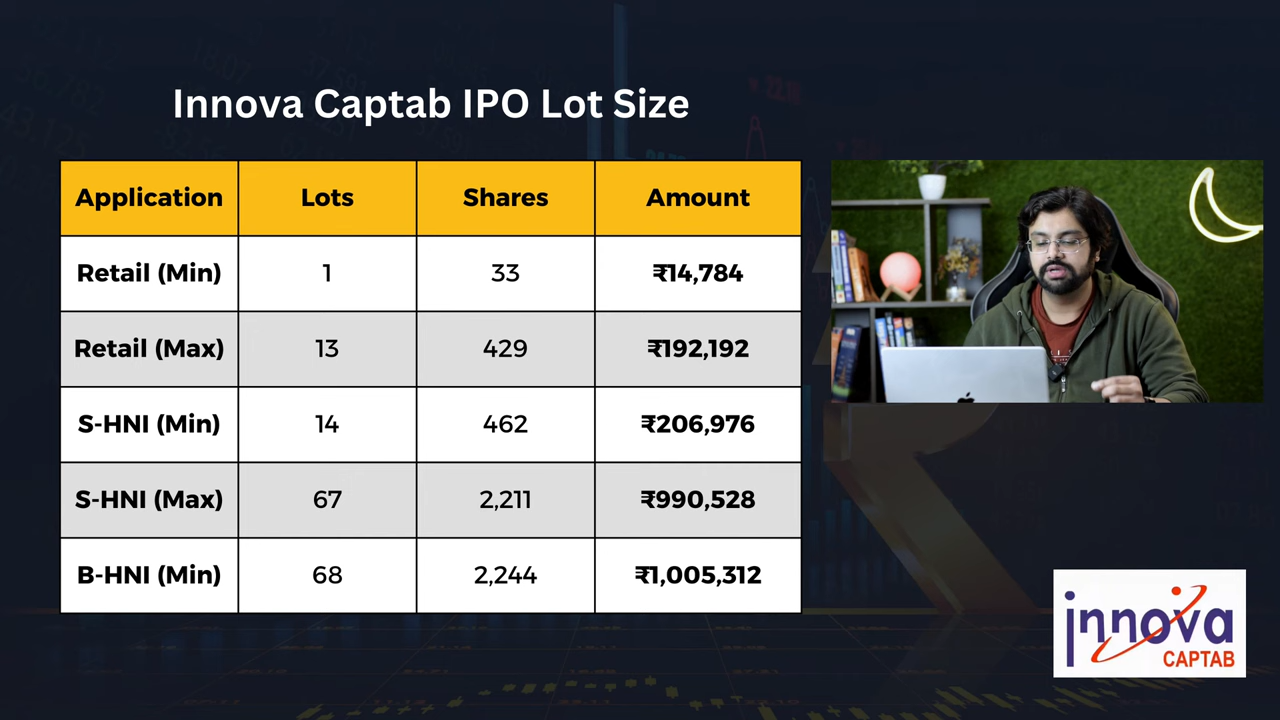 Innova Captab IPO Lot Size
Application Lots Shares Amount
Retail (Min) 1 33 ₹14,784
Retail (Max) 13 429 ₹192,192
S-HNI (Min) 14 462 ₹206,976
S-HNI (Max) 67 2,211 ₹990,528
B-HNI (Min) 68 2,244 ₹1,005,312
innova
CAPTAB